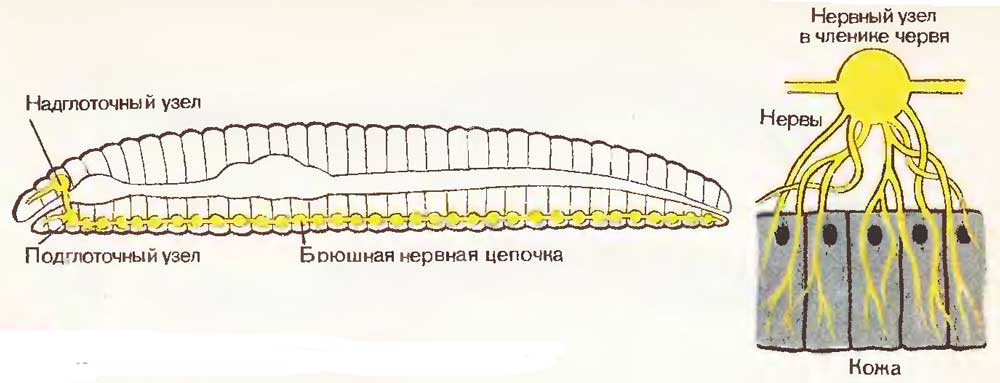 Нервный узел
в членике червя
Надглоточный узел
Нервы
Подглоточный узел
Брюшная нервная цепочка
Кожа